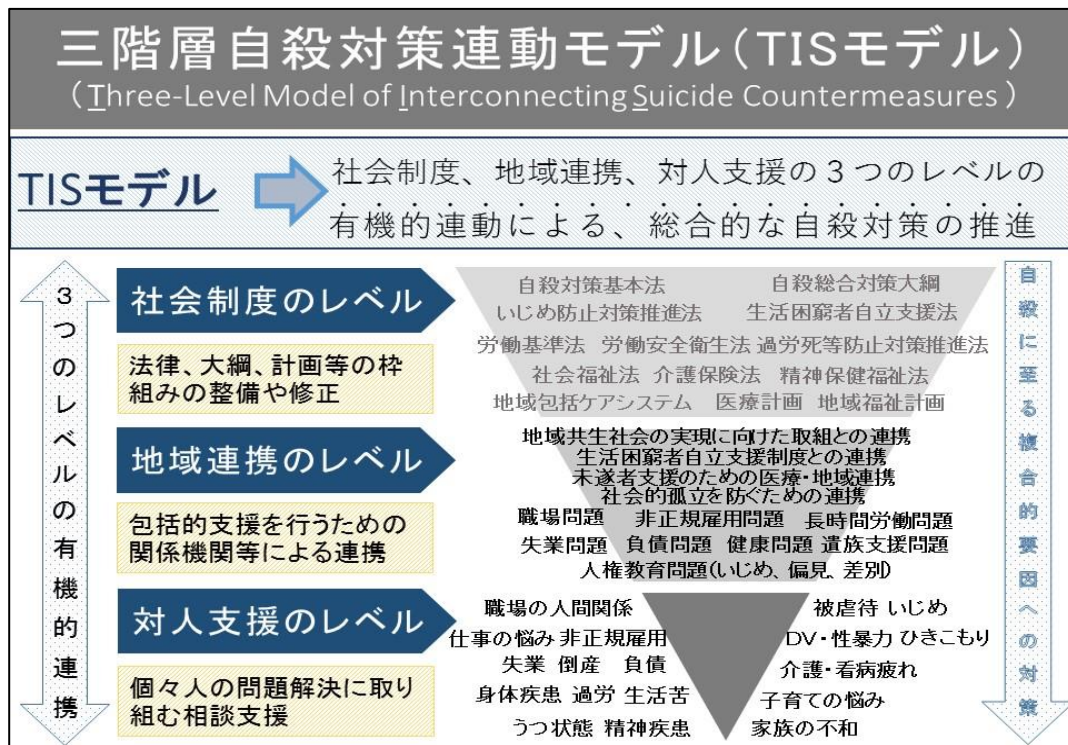 三階層自殺対策連動モデル（TISモデル）
（Three-Level Model of Interconnecting Suicide Countermeasures）
TISモデル
社会制度、地域連携、対人支援の３つのレベルの
有機的連動による、総合的な自殺対策の推進
３つのレベルの有機的連携
社会制度のレベル
法律、大綱、計画等の枠
組みの整備や修正
自殺対策基本法 自殺総合対策大綱
いじめ防止対策推進法 生活困窮者自立支援法
労働基準法 労働安全衛生法 過労死等防止対策推進法
社会福祉法 介護保険法 精神保健福祉法
地域包括ケアシステム 医療計画 地域福祉計画
地域連携のレベル
包括的支援を行うための
関係機関等による連携
地域共生社会の実現に向けた取組との連携
生活困窮者自立支援制度との連携
未遂者支援のための医療・地域連携
社会的孤立を防ぐための連携
職場問題 非正規雇用問題 長時間労働問題
失業問題 負債問題 健康問題 遺族支援問題
人権教育問題(いじめ、偏見、差別)
対人支援のレベル
個々人の問題解決に取り
組む相談支援
職場の人間関係 被虐待 いじめ
仕事の悩み 非正規雇用 DV・性暴力 ひきこもり
失業 倒産 負債 介護・看病疲れ
身体疾患 過労 生活苦 子育ての悩み
うつ状態 精神疾患 家族の不和
自殺に至る複合的要因への対策